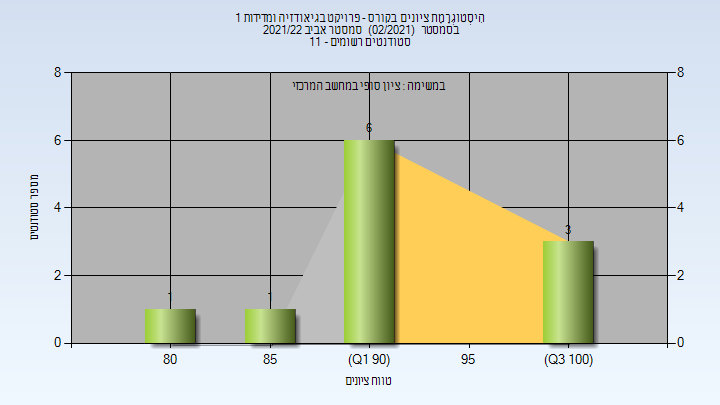 היסטוגרמת ציונים בקורס - פרויקט בגיאודזיה ומדידות 1
בסמסטר (02/2021) סמסטר אביב 2021/22
סטודנטים רשומים - 11
במשימה : ציון סופי במחשב המרכזי
8 8
6 6
4 4
2 2
0 0
מספר סטודנטים
1 1 6 3
80 85 (Q1 90) 95 (Q3 100)
טווח ציונים